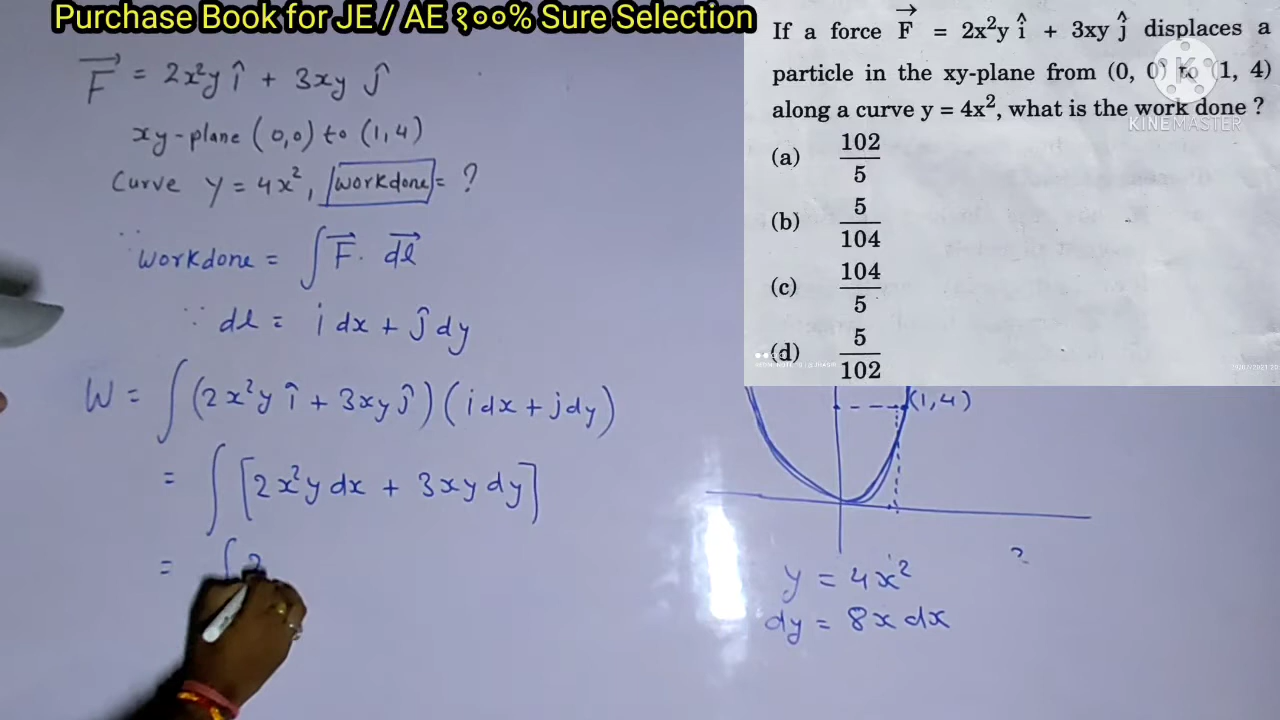 Purchase Book for JE / AE १००% Sure Selection
F⃗ = 2x²y î + 3xy ĵ
xy-plane (0,0) to (1,4)
Curve y = 4x², workdone = ?
∵ workdone = ∫ F⃗ · dl⃗
∵ dl = i dx + ĵ dy
W = ∫ (2x²y î + 3xy ĵ) (i dx + j dy)
= ∫ [2x²y dx + 3xy dy]
= ∫ 2
If a force F⃗ = 2x²y î + 3xy ĵ displaces a
particle in the xy-plane from (0, 0) to (1, 4)
along a curve y = 4x², what is the work done ?
KINEMASTER
(a) 102/5
(b) 5/104
(c) 104/5
(d) 5/102
(1,4)
y = 4x²
dy = 8x dx